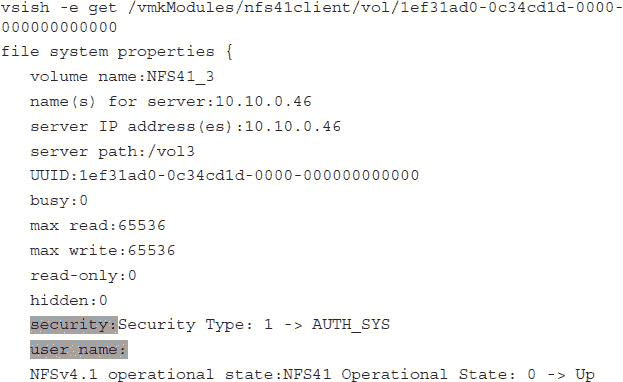 vsish -e get /vmkModules/nfs41client/vol/1ef31ad0-0c34cd1d-0000-
000000000000
file system properties {
volume name:NFS41_3
name(s) for server:10.10.0.46
server IP address(es):10.10.0.46
server path:/vol3
UUID:1ef31ad0-0c34cd1d-0000-000000000000
busy:0
max read:65536
max write:65536
read-only:0
hidden:0
security:Security Type: 1 -> AUTH_SYS
user name:
NFSv4.1 operational state:NFS41 Operational State: 0 -> Up